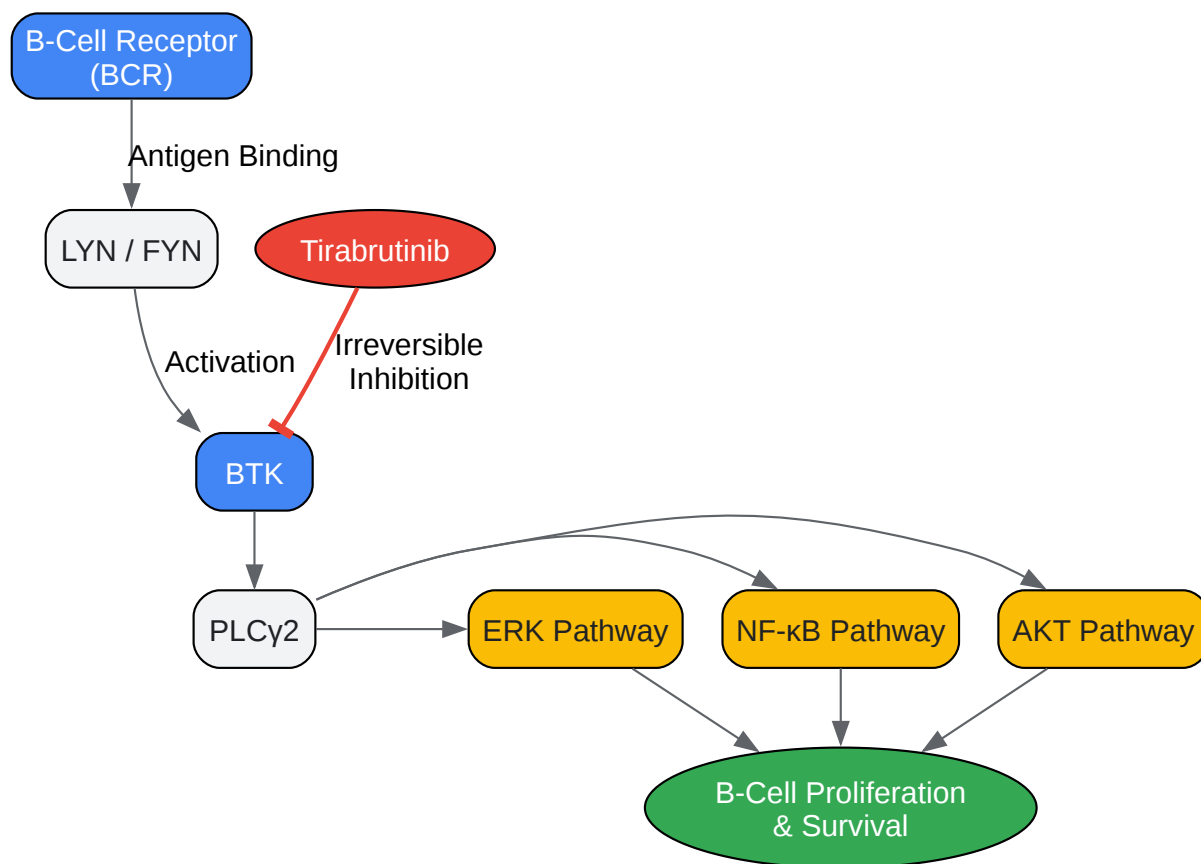 B-Cell Receptor
(BCR)
Antigen Binding
LYN / FYN
Tirabrutinib
Activation
Irreversible
Inhibition
BTK
PLCγ2
ERK Pathway
NF-κB Pathway
AKT Pathway
B-Cell Proliferation
& Survival